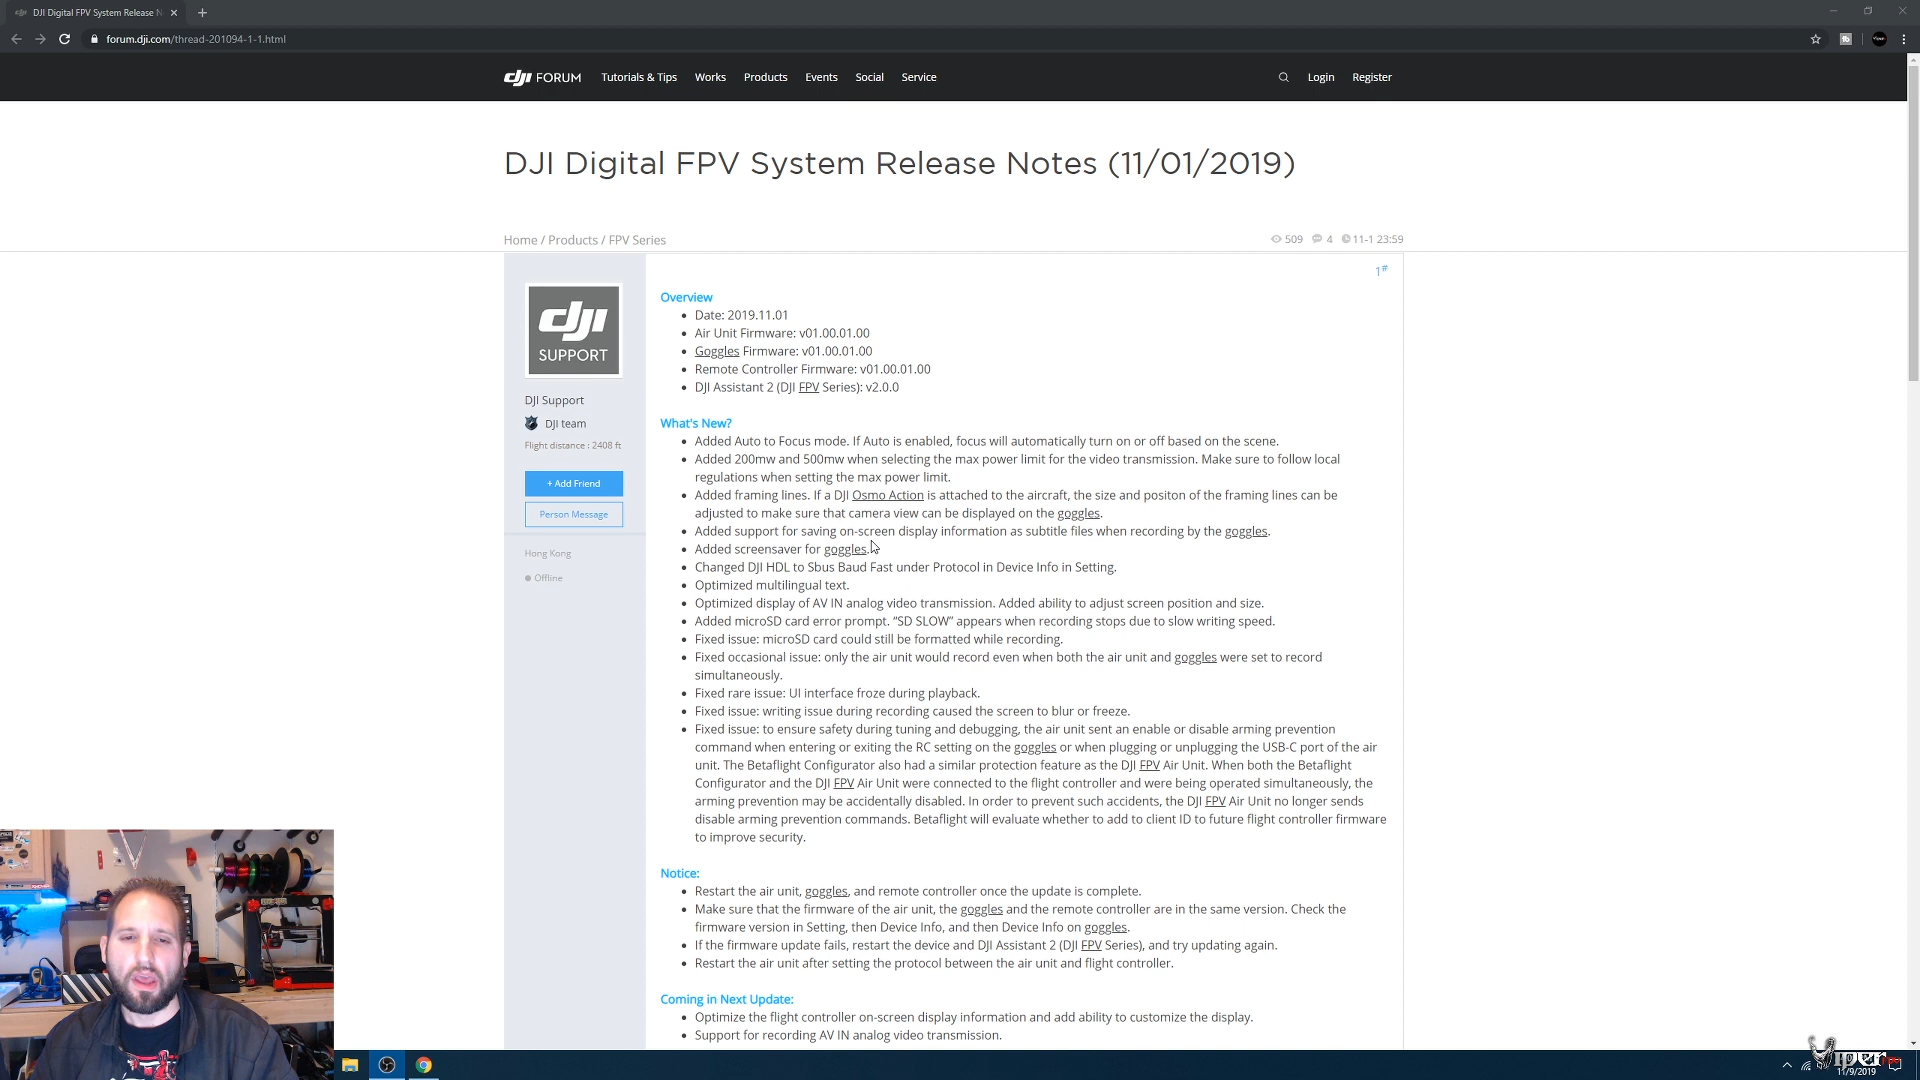 DJI Digital FPV System Release N
forum.dji.com/thread-201094-1-1.html
dji FORUM Tutorials & Tips Works Products Events Social Service Login Register
DJI Digital FPV System Release Notes (11/01/2019)
Home / Products / FPV Series 509 4 11-1 23:59
1#
dji
SUPPORT
DJI Support
DJI team
Flight distance : 2408 ft
+ Add Friend
Person Message
Hong Kong
Offline
Overview
Date: 2019.11.01
Air Unit Firmware: v01.00.01.00
Goggles Firmware: v01.00.01.00
Remote Controller Firmware: v01.00.01.00
DJI Assistant 2 (DJI FPV Series): v2.0.0
What's New?
Added Auto to Focus mode. If Auto is enabled, focus will automatically turn on or off based on the scene.
Added 200mw and 500mw when selecting the max power limit for the video transmission. Make sure to follow local
regulations when setting the max power limit.
Added framing lines. If a DJI Osmo Action is attached to the aircraft, the size and positon of the framing lines can be
adjusted to make sure that camera view can be displayed on the goggles.
Added support for saving on-screen display information as subtitle files when recording by the goggles.
Added screensaver for goggles.
Changed DJI HDL to Sbus Baud Fast under Protocol in Device Info in Setting.
Optimized multilingual text.
Optimized display of AV IN analog video transmission. Added ability to adjust screen position and size.
Added microSD card error prompt. “SD SLOW” appears when recording stops due to slow writing speed.
Fixed issue: microSD card could still be formatted while recording.
Fixed occasional issue: only the air unit would record even when both the air unit and goggles were set to record
simultaneously.
Fixed rare issue: UI interface froze during playback.
Fixed issue: writing issue during recording caused the screen to blur or freeze.
Fixed issue: to ensure safety during tuning and debugging, the air unit sent an enable or disable arming prevention
command when entering or exiting the RC setting on the goggles or when plugging or unplugging the USB-C port of the air
unit. The Betaflight Configurator also had a similar protection feature as the DJI FPV Air Unit. When both the Betaflight
Configurator and the DJI FPV Air Unit were connected to the flight controller and were being operated simultaneously, the
arming prevention may be accidentally disabled. In order to prevent such accidents, the DJI FPV Air Unit no longer sends
disable arming prevention commands. Betaflight will evaluate whether to add to client ID to future flight controller firmware
to improve security.
Notice:
Restart the air unit, goggles, and remote controller once the update is complete.
Make sure that the firmware of the air unit, the goggles and the remote controller are in the same version. Check the
firmware version in Setting, then Device Info, and then Device Info on goggles.
If the firmware update fails, restart the device and DJI Assistant 2 (DJI FPV Series), and try updating again.
Restart the air unit after setting the protocol between the air unit and flight controller.
Coming in Next Update:
Optimize the flight controller on-screen display information and add ability to customize the display.
Support for recording AV IN analog video transmission.
Viper
11/9/2019